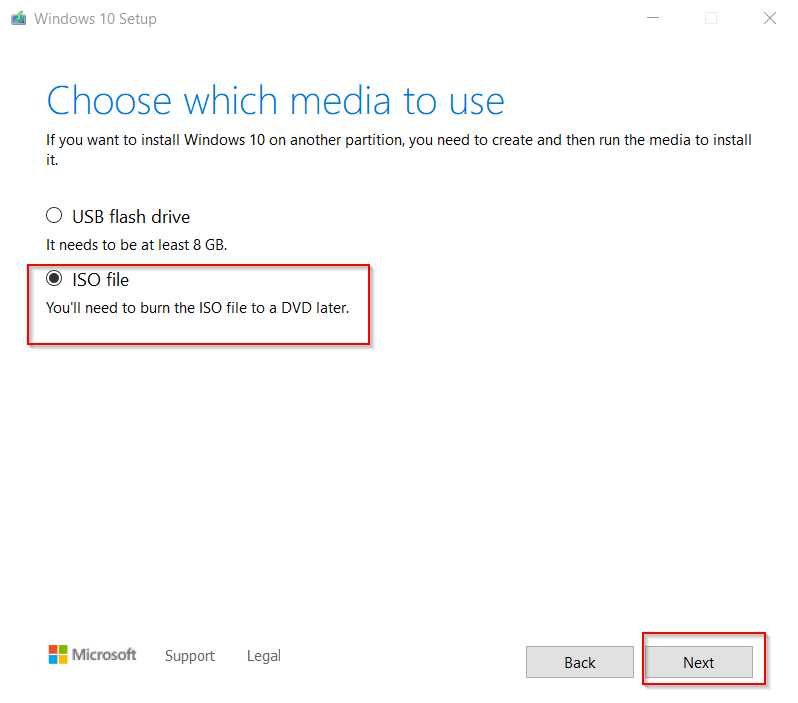 Windows 10 Setup
Choose which media to use
If you want to install Windows 10 on another partition, you need to create and then run the media to install
it.
USB flash drive
It needs to be at least 8 GB.
ISO file
You'll need to burn the ISO file to a DVD later.
Microsoft Support Legal Back Next